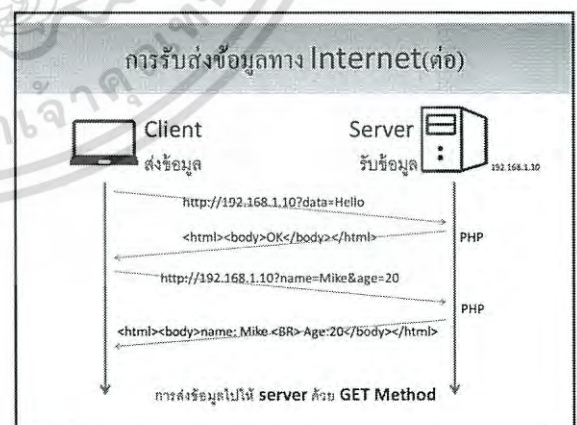 การรับส่งข้อมูลทาง Internet(ต่อ)
Client
ส่งข้อมูล
Server
รับข้อมูล
192.168.1.10
http://192.168.1.10?data=Hello
<html><body>OK</body></html>
PHP
http://192.168.1.10?name=Mike&age=20
PHP
<html><body>name: Mike <BR> Age:20</body></html>
การส่งข้อมูลไปให้ server ด้วย GET Method